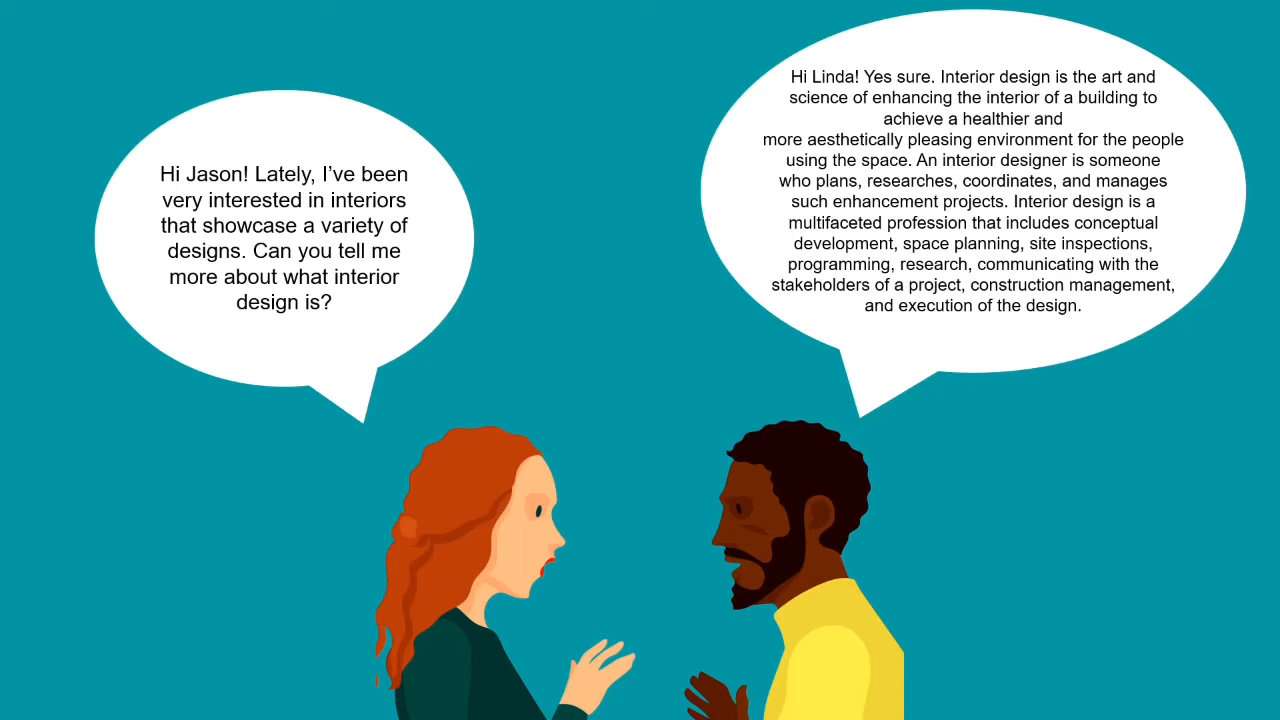 Hi Jason! Lately, I’ve been
very interested in interiors
that showcase a variety of
designs. Can you tell me
more about what interior
design is?
Hi Linda! Yes sure. Interior design is the art and
science of enhancing the interior of a building to
achieve a healthier and
more aesthetically pleasing environment for the people
using the space. An interior designer is someone
who plans, researches, coordinates, and manages
such enhancement projects. Interior design is a
multifaceted profession that includes conceptual
development, space planning, site inspections,
programming, research, communicating with the
stakeholders of a project, construction management,
and execution of the design.